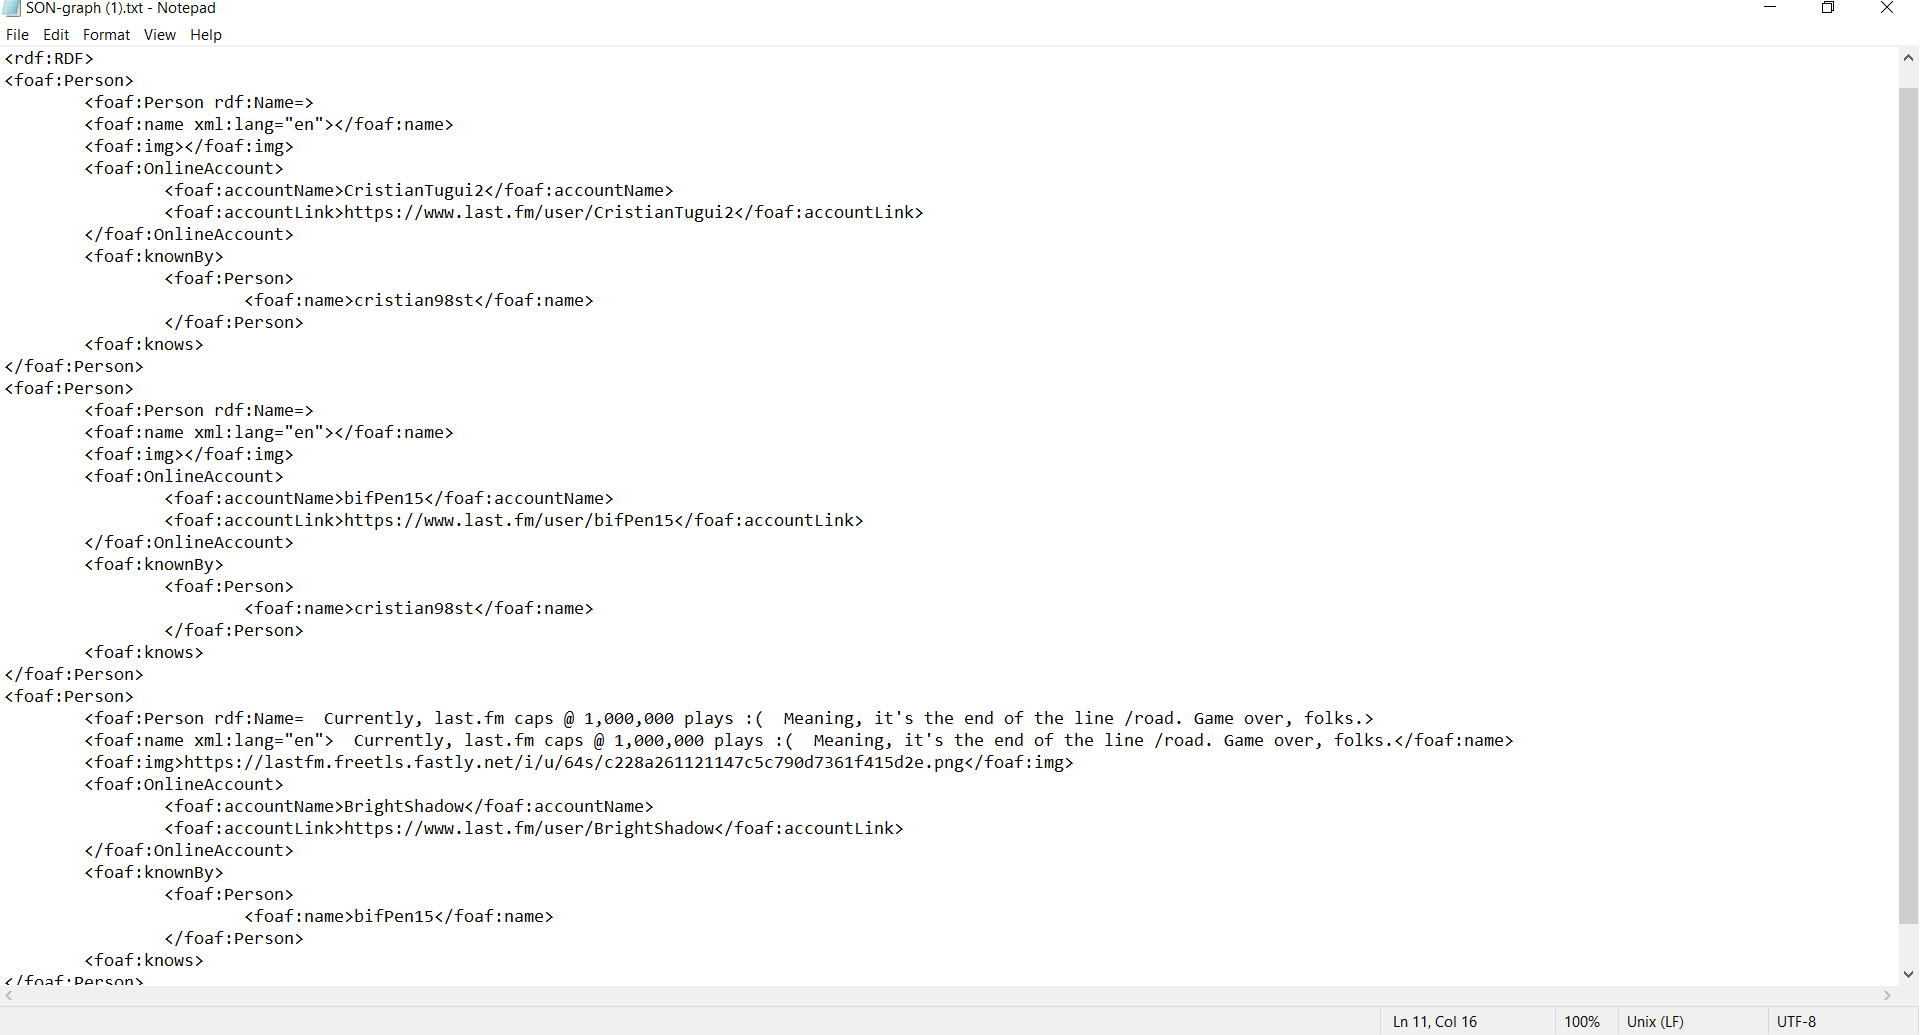 SON-graph (1).txt - Notepad
File Edit Format View Help
<rdf:RDF>
<foaf:Person>
<foaf:Person rdf:Name=>
<foaf:name xml:lang="en"></foaf:name>
<foaf:img></foaf:img>
<foaf:OnlineAccount>
<foaf:accountName>CristianTugui2</foaf:accountName>
<foaf:accountLink>https://www.last.fm/user/CristianTugui2</foaf:accountLink>
</foaf:OnlineAccount>
<foaf:knownBy>
<foaf:Person>
<foaf:name>cristian98st</foaf:name>
</foaf:Person>
<foaf:knows>
</foaf:Person>
<foaf:Person>
<foaf:Person rdf:Name=>
<foaf:name xml:lang="en"></foaf:name>
<foaf:img></foaf:img>
<foaf:OnlineAccount>
<foaf:accountName>bifPen15</foaf:accountName>
<foaf:accountLink>https://www.last.fm/user/bifPen15</foaf:accountLink>
</foaf:OnlineAccount>
<foaf:knownBy>
<foaf:Person>
<foaf:name>cristian98st</foaf:name>
</foaf:Person>
<foaf:knows>
</foaf:Person>
<foaf:Person>
<foaf:Person rdf:Name=  Currently, last.fm caps @ 1,000,000 plays :(  Meaning, it's the end of the line /road. Game over, folks.>
<foaf:name xml:lang="en">  Currently, last.fm caps @ 1,000,000 plays :(  Meaning, it's the end of the line /road. Game over, folks.</foaf:name>
<foaf:img>https://lastfm.freetls.fastly.net/i/u/64s/c228a261121147c5c790d7361f415d2e.png</foaf:img>
<foaf:OnlineAccount>
<foaf:accountName>BrightShadow</foaf:accountName>
<foaf:accountLink>https://www.last.fm/user/BrightShadow</foaf:accountLink>
</foaf:OnlineAccount>
<foaf:knownBy>
<foaf:Person>
<foaf:name>bifPen15</foaf:name>
</foaf:Person>
<foaf:knows>
</foaf:Person>
Ln 11, Col 16 100% Unix (LF) UTF-8